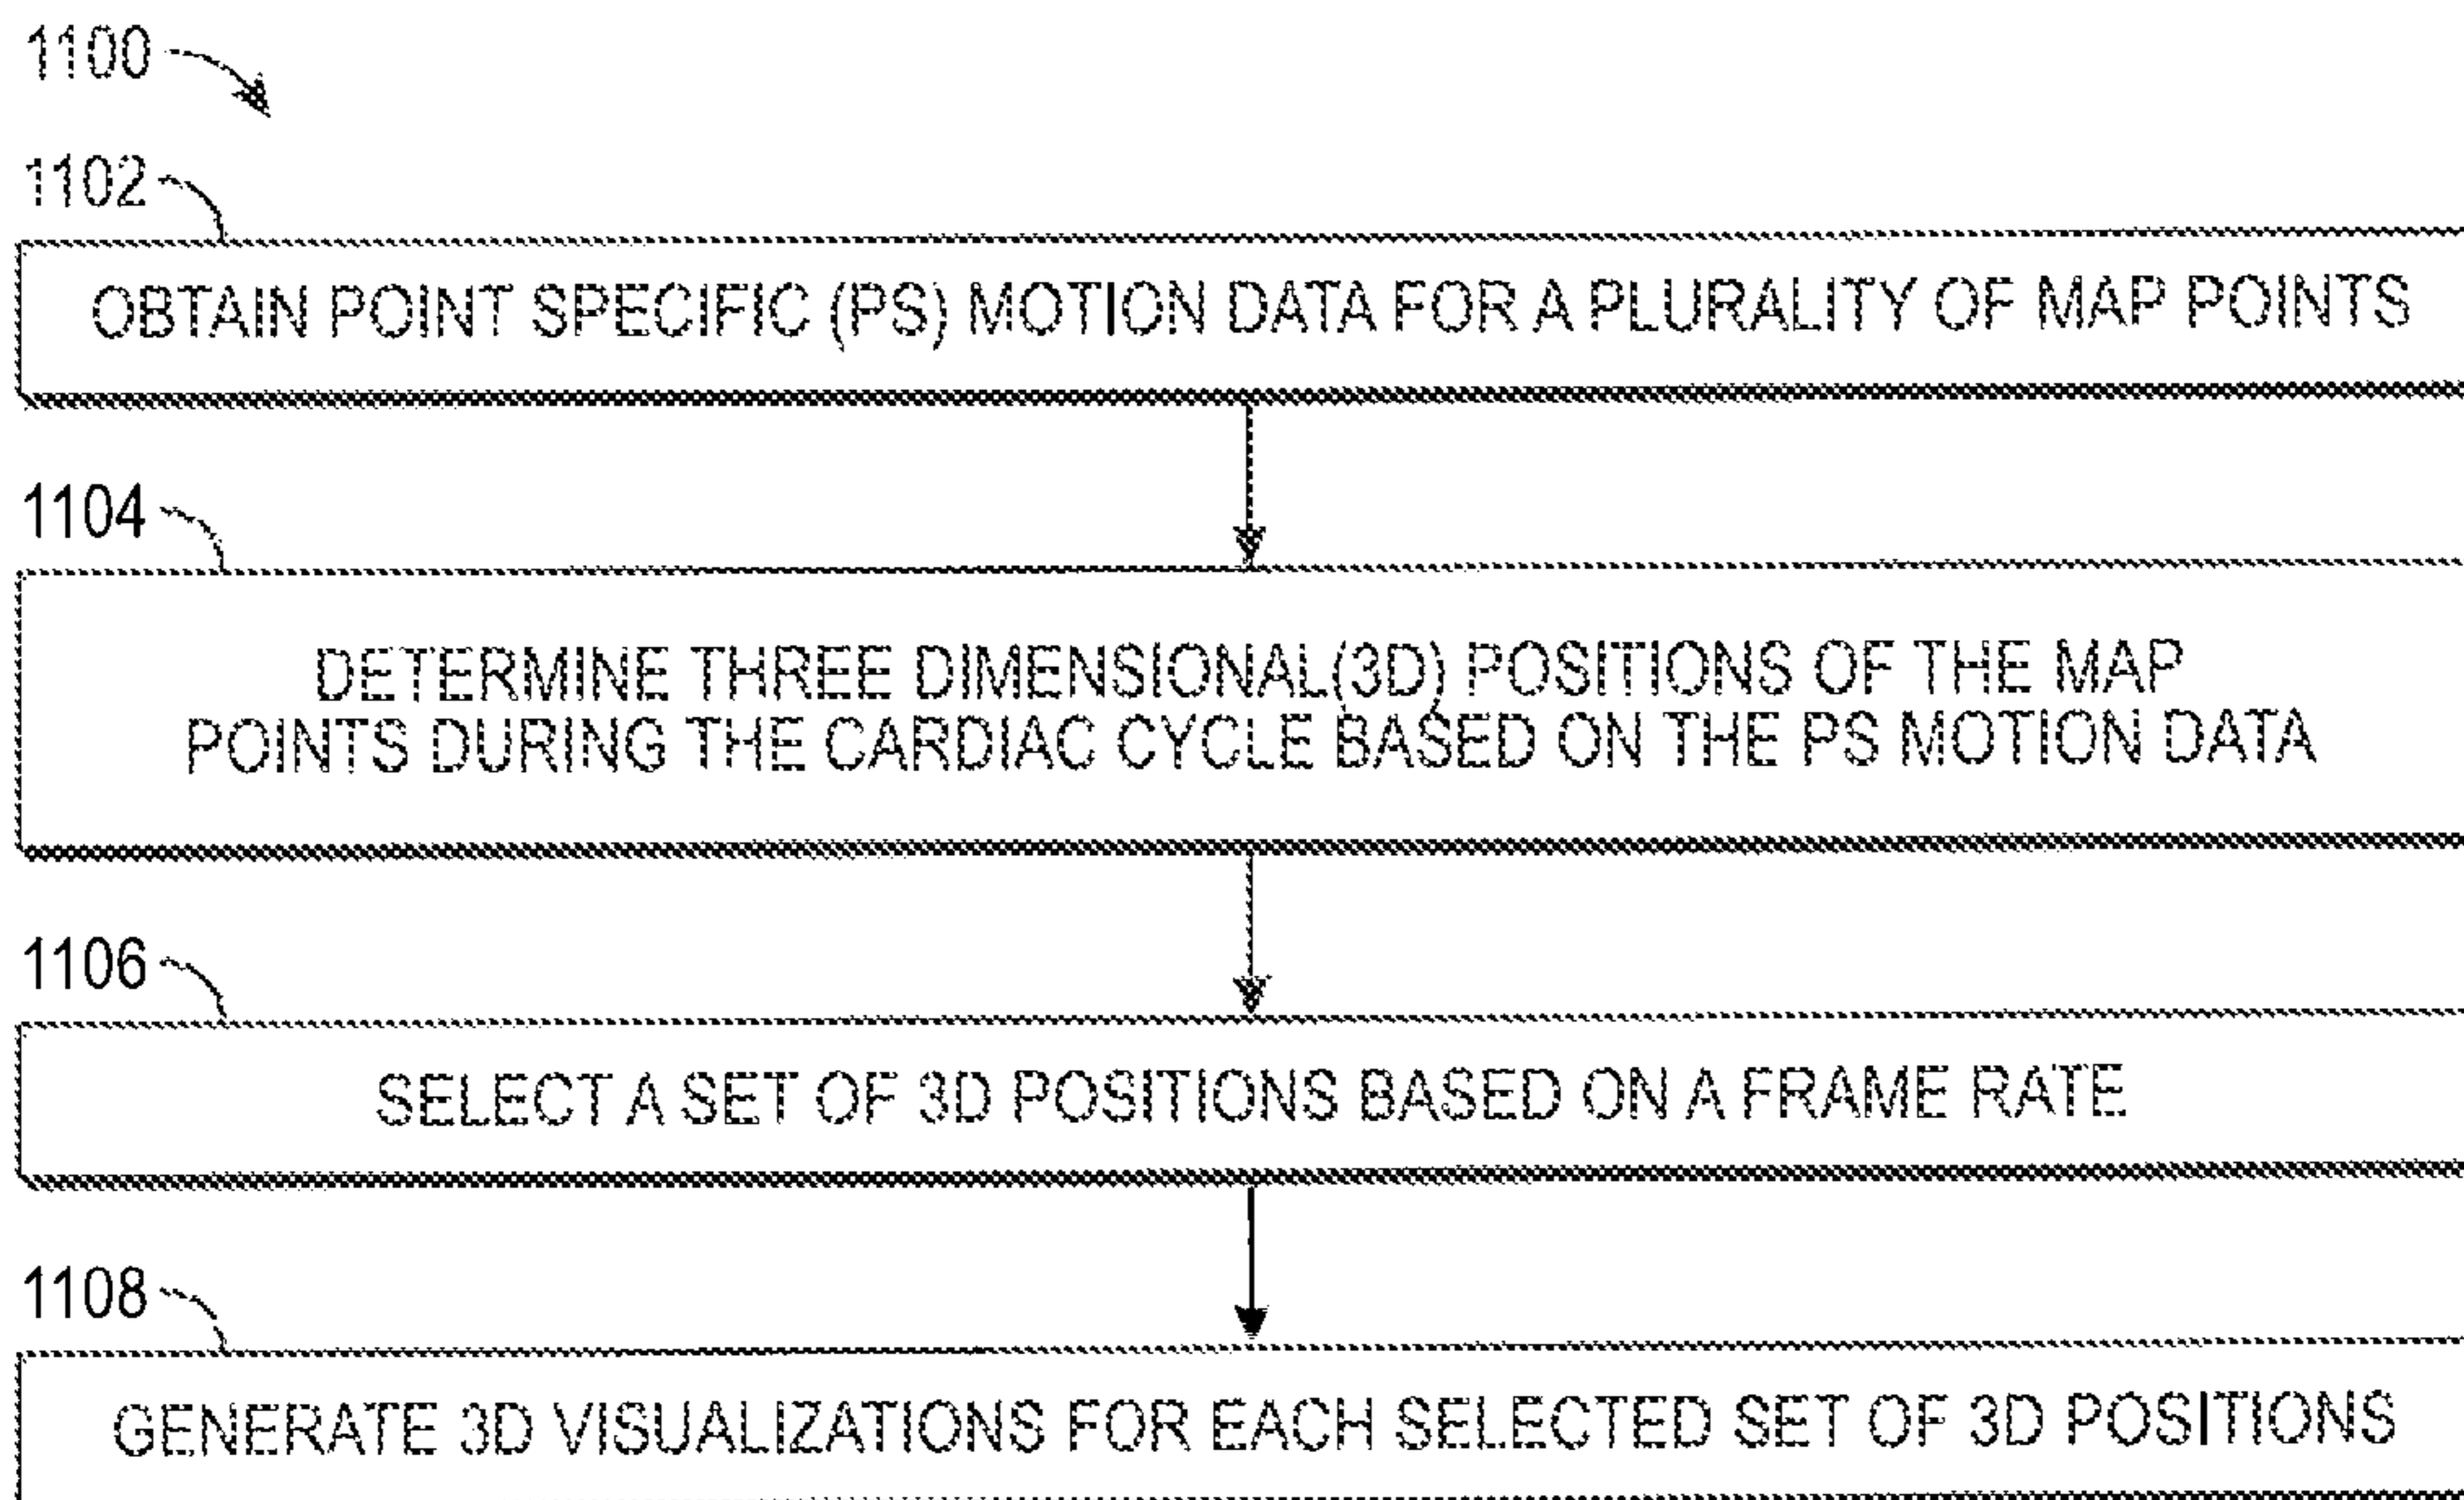 1100
1102
OBTAIN POINT SPECIFIC (PS) MOTION DATA FOR A PLURALITY OF MAP POINTS
1104
DETERMINE THREE DIMENSIONAL(3D) POSITIONS OF THE MAP
POINTS DURING THE CARDIAC CYCLE BASED ON THE PS MOTION DATA
1106
SELECT A SET OF 3D POSITIONS BASED ON A FRAME RATE
1108
GENERATE 3D VISUALIZATIONS FOR EACH SELECTED SET OF 3D POSITIONS